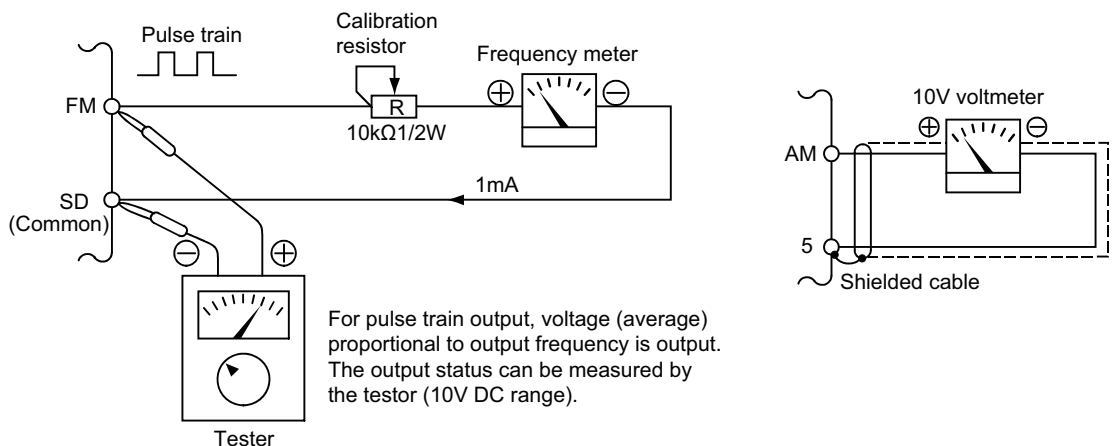 Pulse train
Calibration
resistor
Frequency meter
FM
⊕
⊖
R
10kΩ1/2W
1mA
SD
(Common)
⊖
⊕
For pulse train output, voltage (average)
proportional to output frequency is output.
The output status can be measured by
the testor (10V DC range).
Tester
10V voltmeter
⊕
⊖
AM
5
Shielded cable